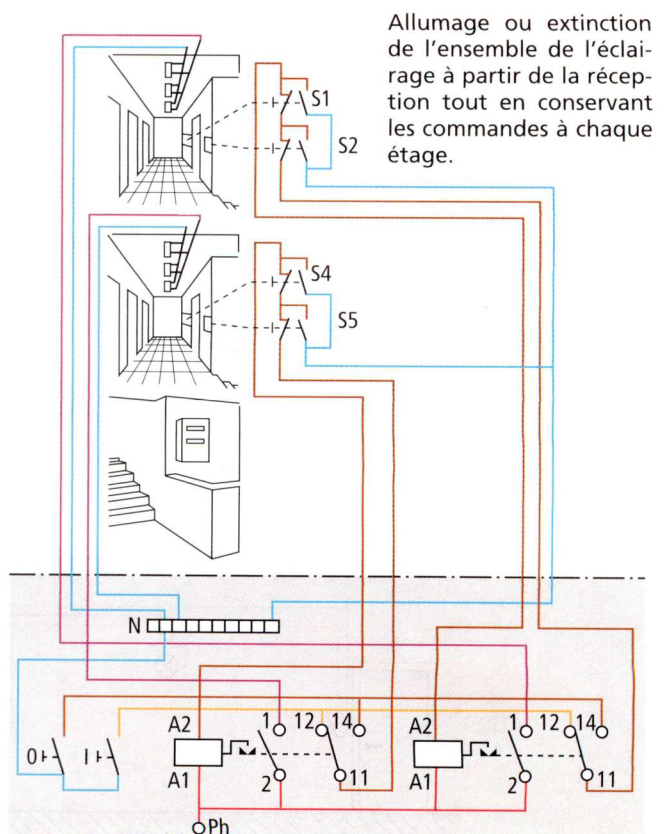 Allumage ou extinction
de l'ensemble de l'éclai-
rage à partir de la récep-
tion tout en conservant
les commandes à chaque
étage.
S1
S2
S4
S5
N
A2 1 12 14 A2 1 12 14
0 I
A1 2 11 A1 2 11
Ph